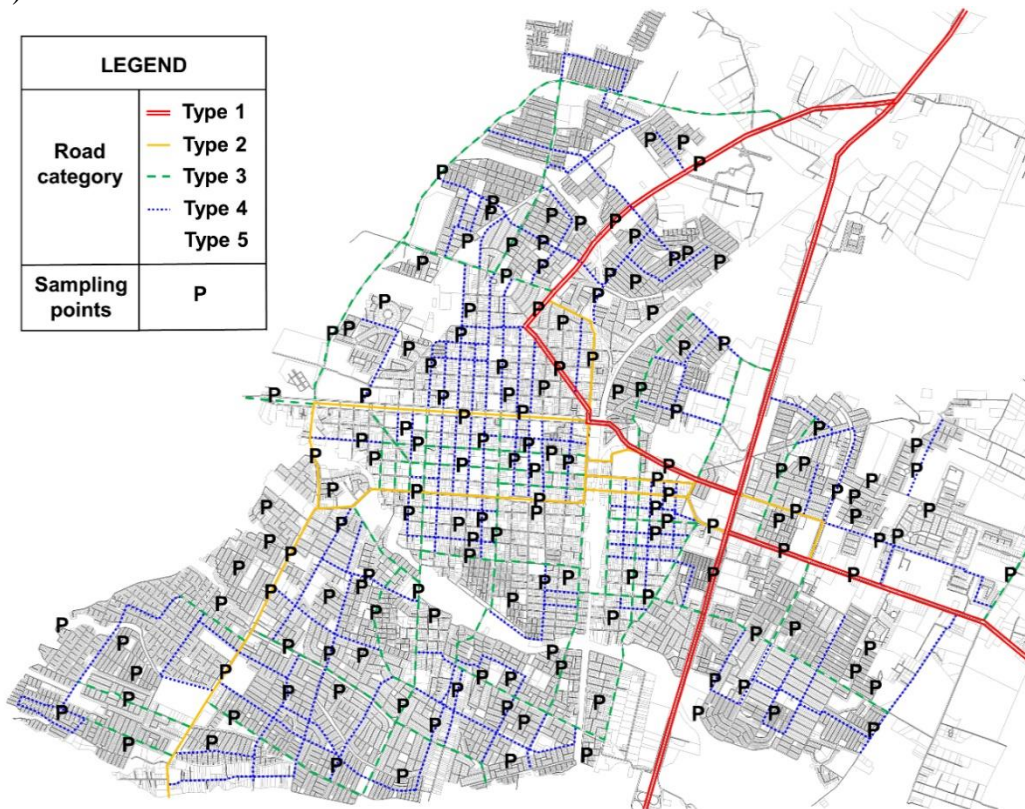 )
LEGEND
Road
category
Type 1
Type 2
Type 3
Type 4
Type 5
Sampling
points
P